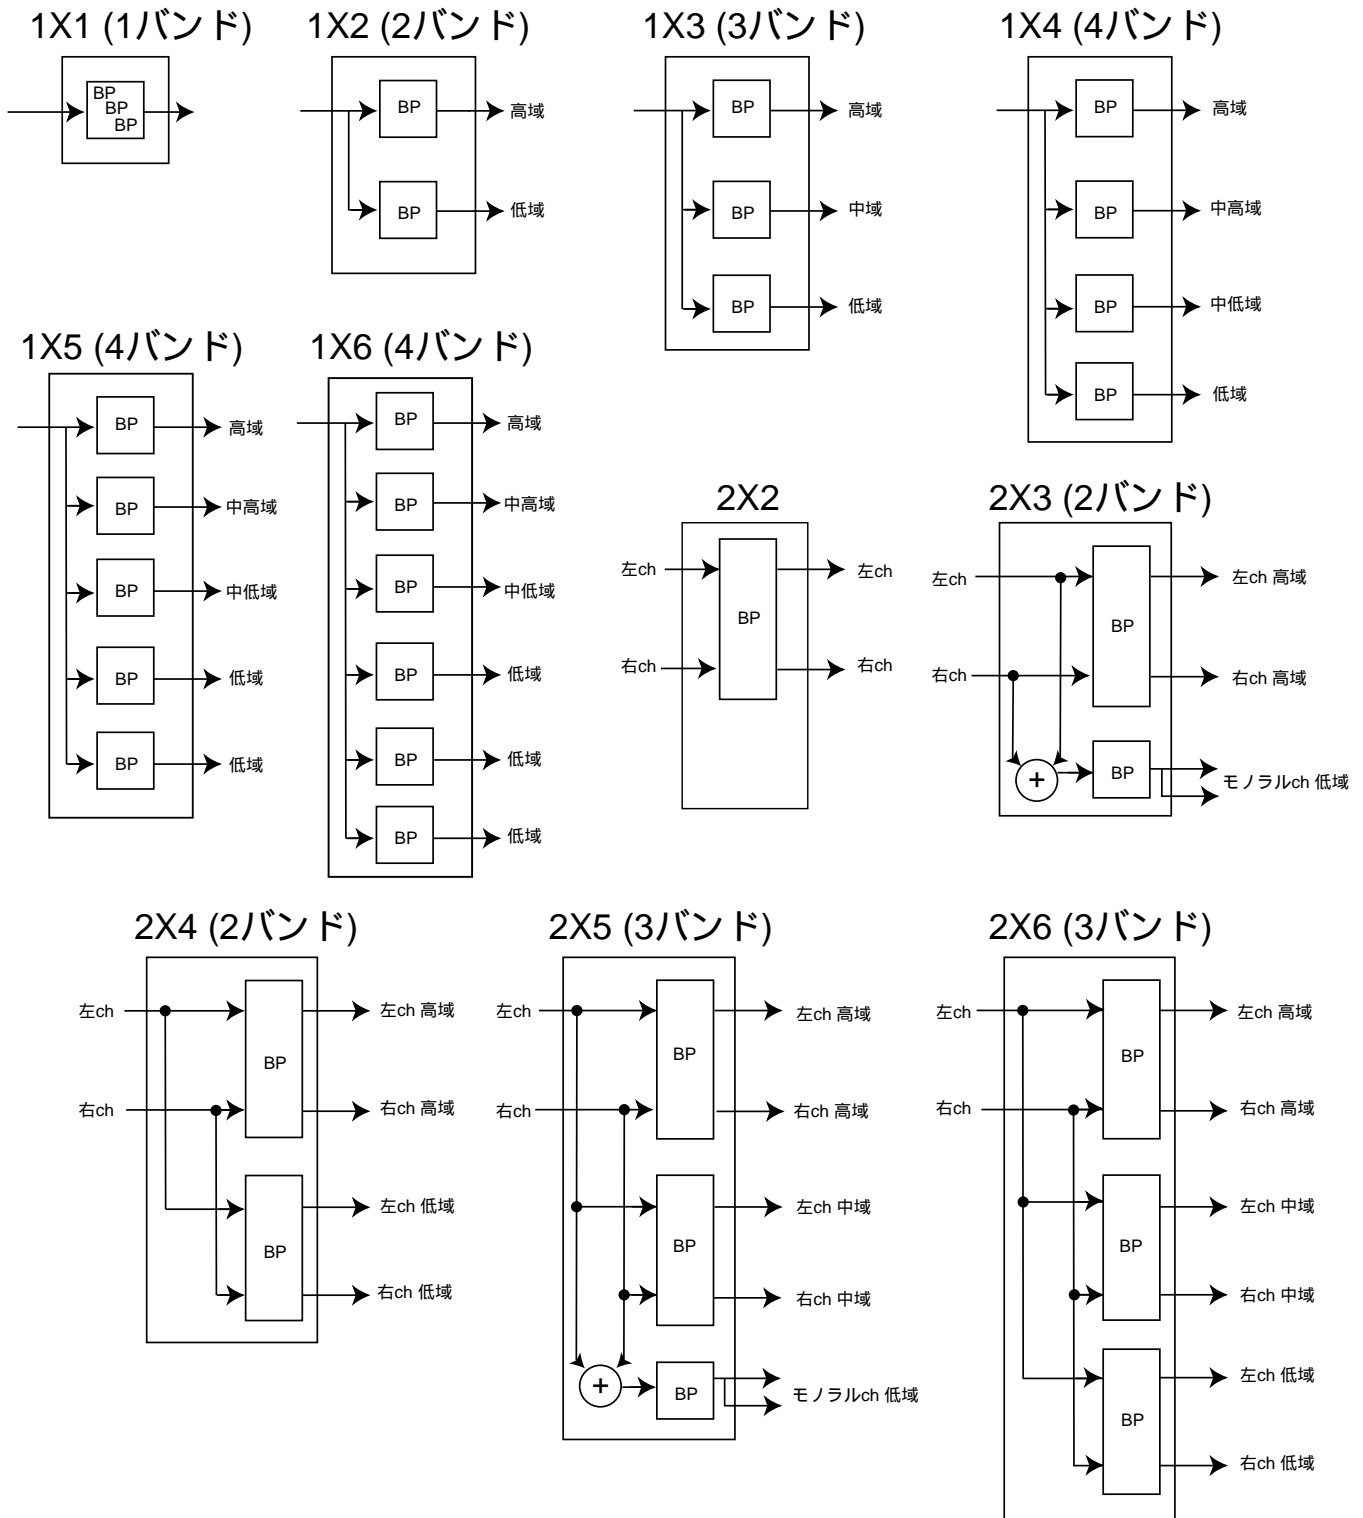 1X1 (1バンド)
BP
BP
BP
1X2 (2バンド)
BP
高域
BP
低域
1X3 (3バンド)
BP
高域
BP
中域
BP
低域
1X4 (4バンド)
BP
高域
BP
中高域
BP
中低域
BP
低域
1X5 (4バンド)
BP
高域
BP
中高域
BP
中低域
BP
低域
BP
低域
1X6 (4バンド)
BP
高域
BP
中高域
BP
中低域
BP
低域
BP
低域
BP
低域
2X2
左ch
左ch
BP
右ch
右ch
2X3 (2バンド)
左ch
左ch 高域
BP
右ch
右ch 高域
+
BP
モノラルch 低域
2X4 (2バンド)
左ch
左ch 高域
BP
右ch
右ch 高域
左ch 低域
BP
右ch 低域
2X5 (3バンド)
左ch
左ch 高域
BP
右ch
右ch 高域
左ch 中域
BP
右ch 中域
+
BP
モノラルch 低域
2X6 (3バンド)
左ch
左ch 高域
BP
右ch
右ch 高域
左ch 中域
BP
右ch 中域
左ch 低域
BP
右ch 低域